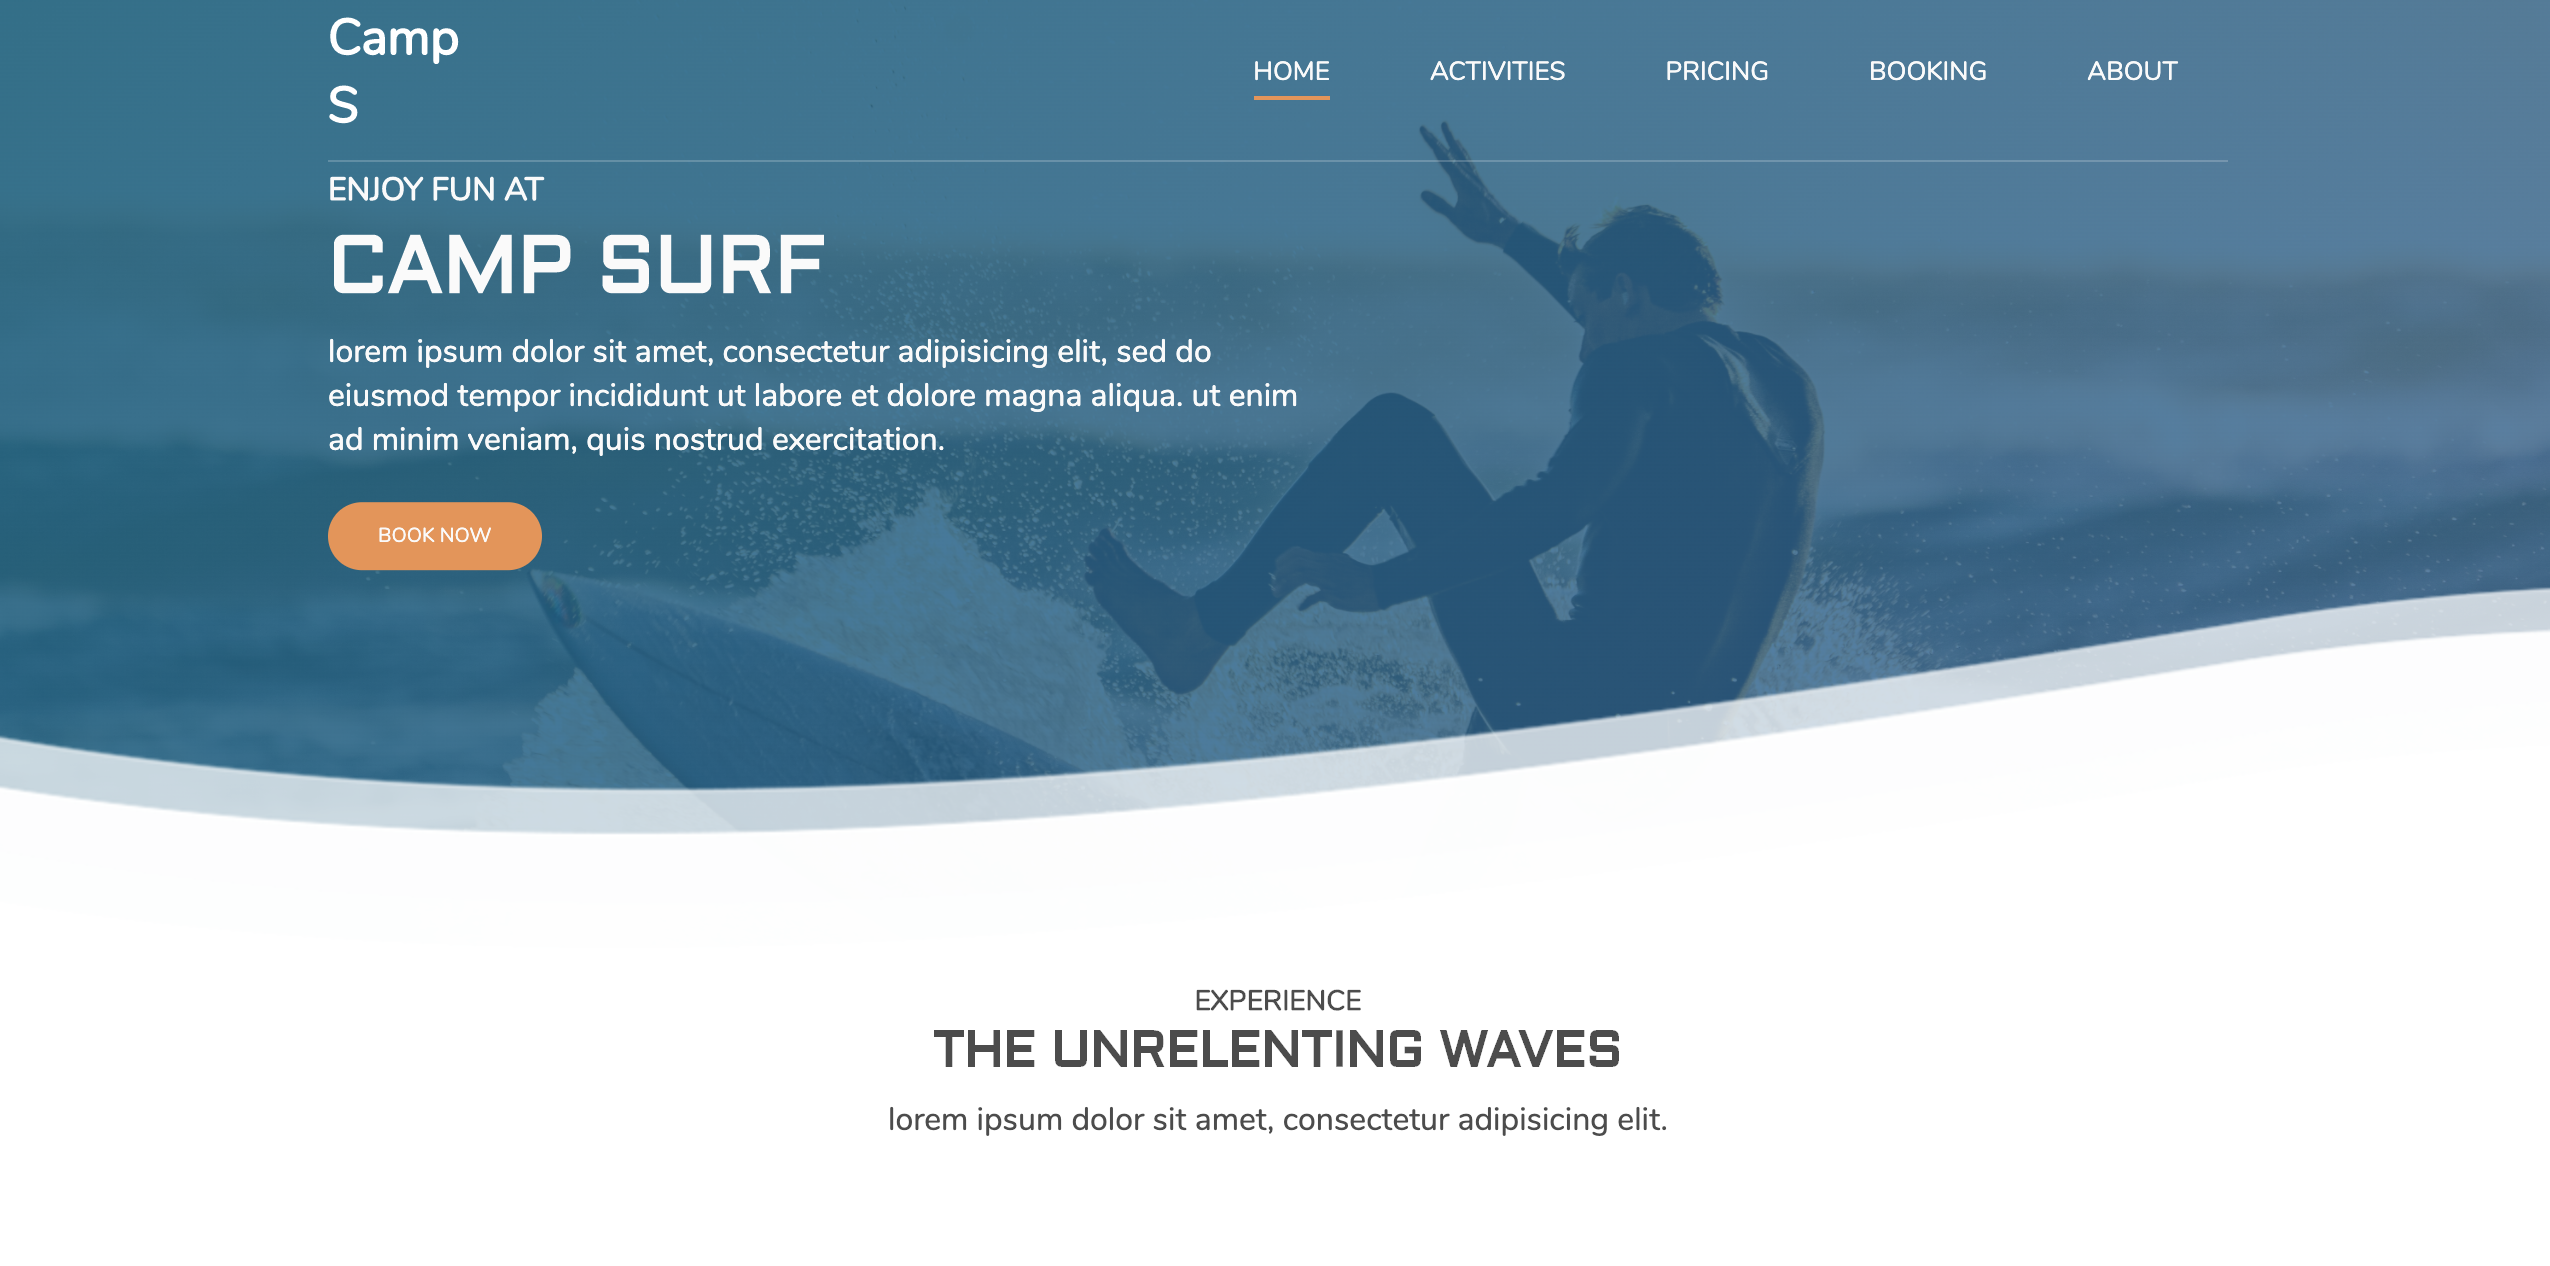 Camp
S
HOME ACTIVITIES PRICING BOOKING ABOUT
ENJOY FUN AT
CAMP SURF
lorem ipsum dolor sit amet, consectetur adipisicing elit, sed do
eiusmod tempor incididunt ut labore et dolore magna aliqua. ut enim
ad minim veniam, quis nostrud exercitation.
BOOK NOW
EXPERIENCE
THE UNRELENTING WAVES
lorem ipsum dolor sit amet, consectetur adipisicing elit.